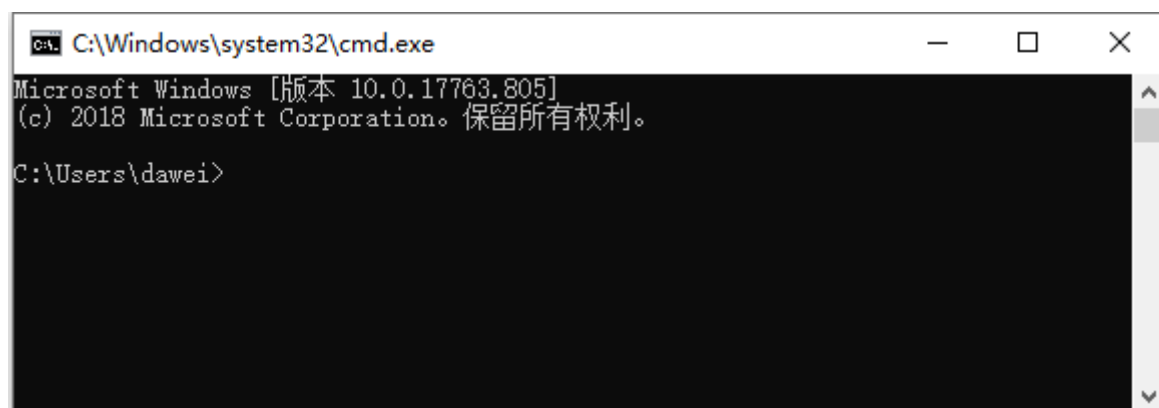 C:\Windows\system32\cmd.exe
Microsoft Windows [版本 10.0.17763.805]
(c) 2018 Microsoft Corporation。保留所有权利。
C:\Users\dawei>